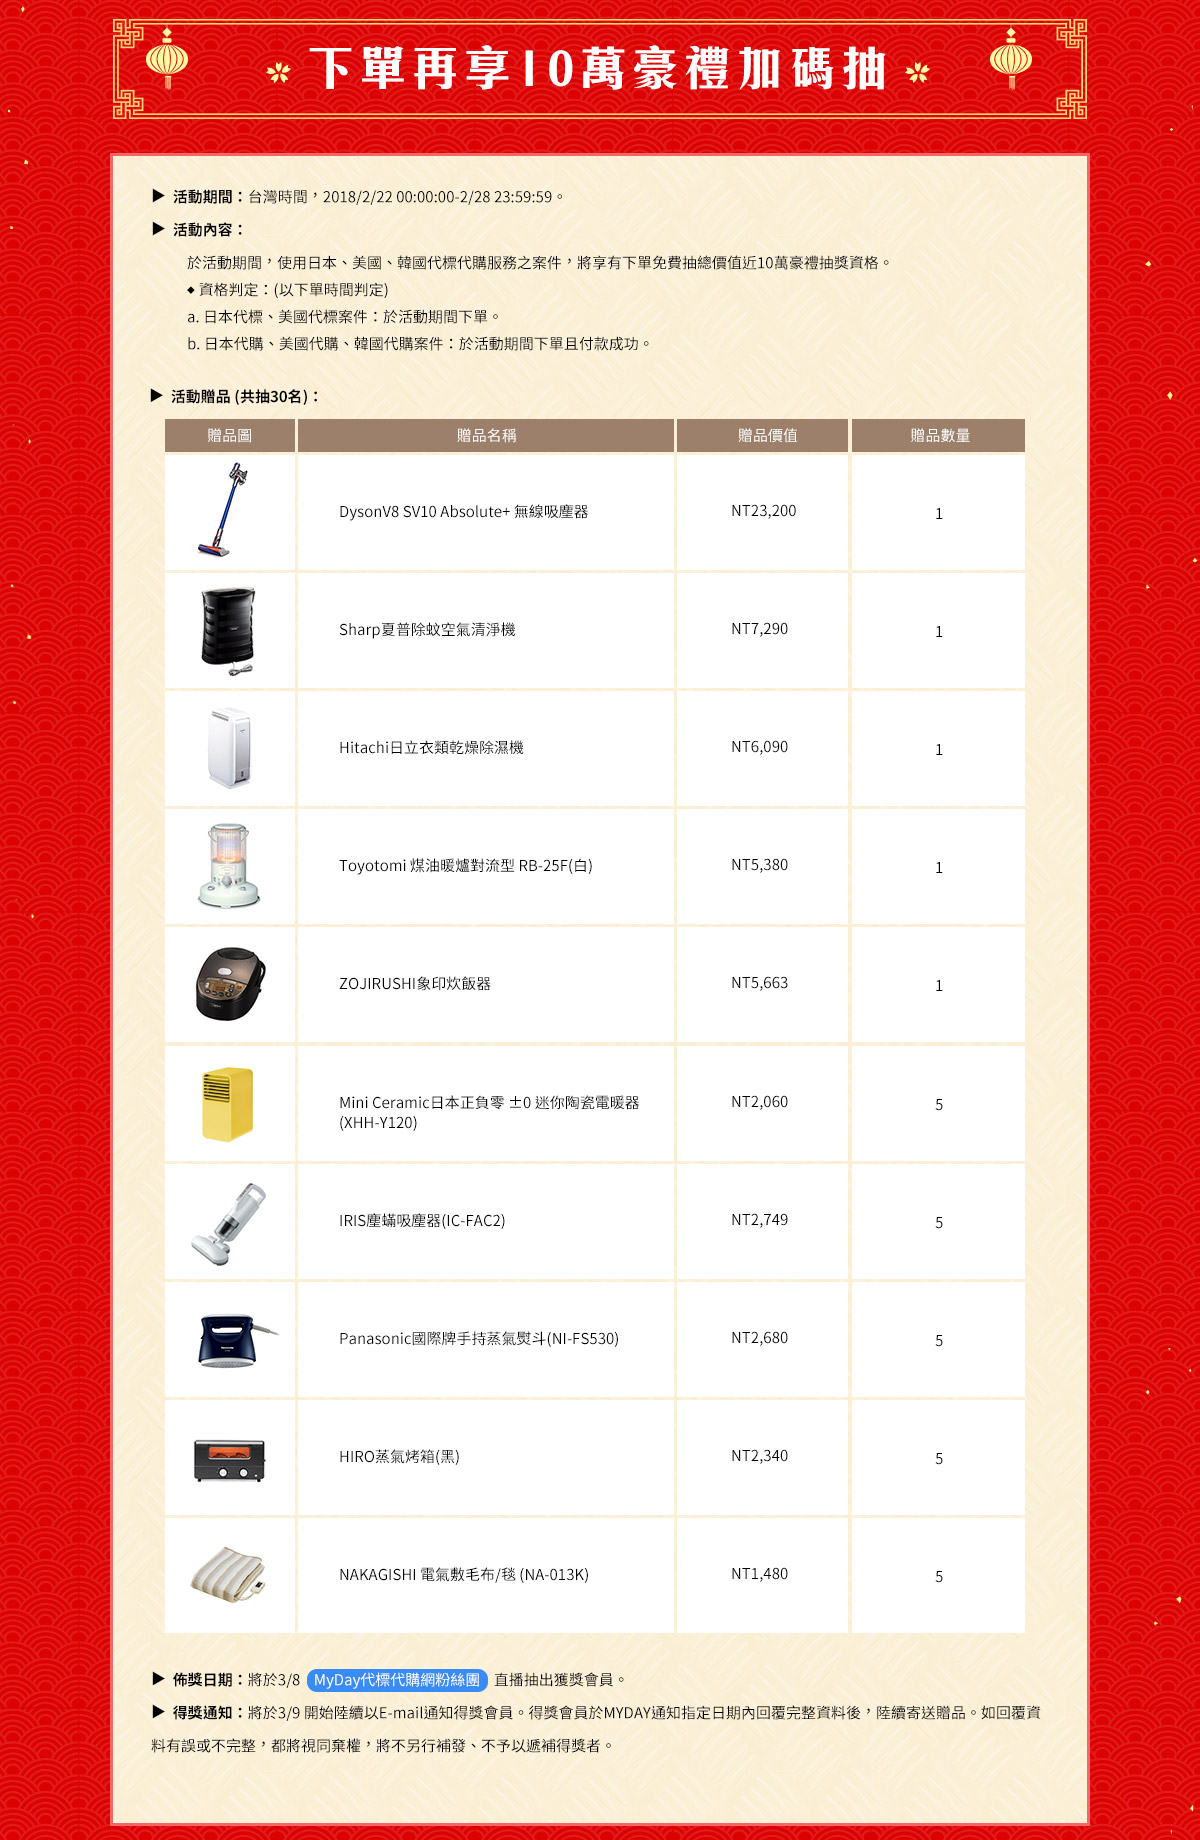 下單再享10萬豪禮加碼抽
▶ 活動期間：台灣時間，2018/2/22 00:00:00-2/28 23:59:59。
▶ 活動內容：
於活動期間，使用日本、美國、韓國代標代購服務之案件，將享有下單免費抽總價值近10萬豪禮抽獎資格。
◆ 資格判定：(以下單時間判定)
a. 日本代標、美國代標案件：於活動期間下單。
b. 日本代購、美國代購、韓國代購案件：於活動期間下單且付款成功。
▶ 活動贈品 (共抽30名)：
贈品圖 贈品名稱 贈品價值 贈品數量
DysonV8 SV10 Absolute+ 無線吸塵器 NT23,200 1
Sharp夏普除蚊空氣清淨機 NT7,290 1
Hitachi日立衣類乾燥除濕機 NT6,090 1
Toyotomi 煤油暖爐對流型 RB-25F(白) NT5,380 1
ZOJIRUSHI象印炊飯器 NT5,663 1
Mini Ceramic日本正負零 ±0 迷你陶瓷電暖器 NT2,060 5
(XHH-Y120)
IRIS塵蟎吸塵器(IC-FAC2) NT2,749 5
Panasonic國際牌手持蒸氣熨斗(NI-FS530) NT2,680 5
HIRO蒸氣烤箱(黑) NT2,340 5
NAKAGISHI 電氣敷毛布/毯 (NA-013K) NT1,480 5
▶ 佈獎日期：將於3/8 MyDay代標代購網粉絲團 直播抽出獲獎會員。
▶ 得獎通知：將於3/9 開始陸續以E-mail通知得獎會員。得獎會員於MYDAY通知指定日期內回覆完整資料後，陸續寄送贈品。如回覆資
料有誤或不完整，都將視同棄權，將不另行補發、不予以遞補得獎者。